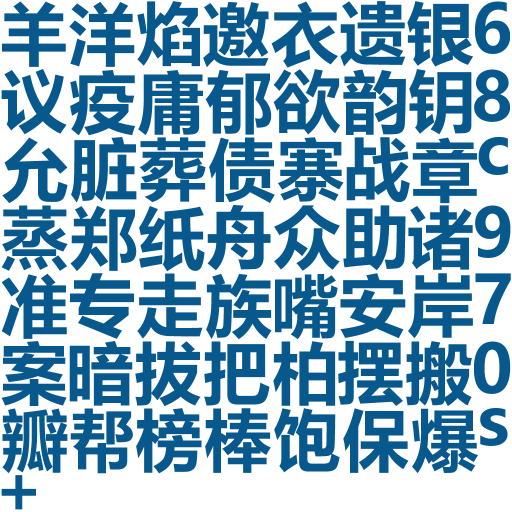 羊洋焰邀衣遗银6
议疫庸郁欲韵钥8
允脏葬债寨战章c
蒸郑纸舟众助诸9
准专走族嘴安岸7
案暗拔把柏摆搬0
瓣帮榜棒饱保爆s
+